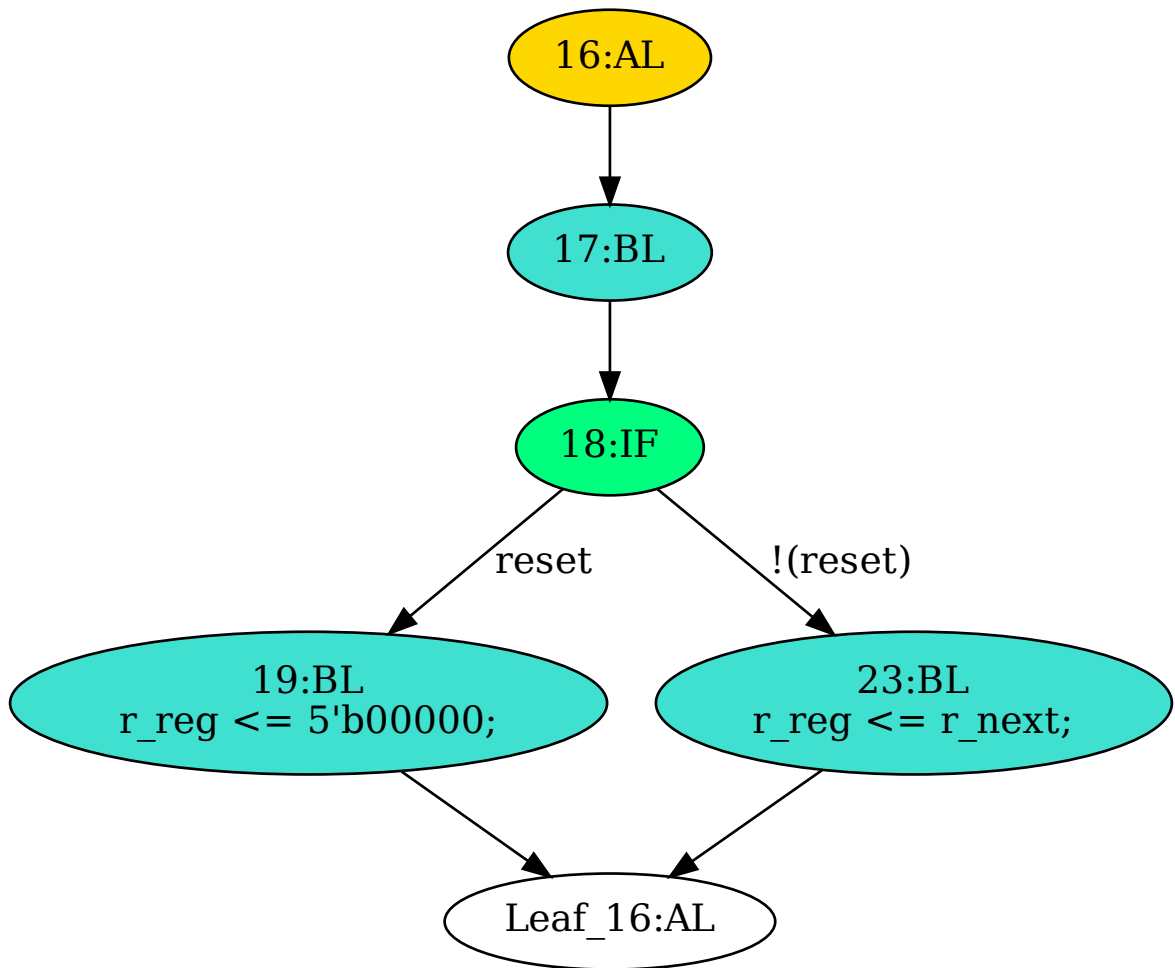 16:AL
17:BL
18:IF
reset
!(reset)
19:BL
r_reg <= 5'b00000;
23:BL
r_reg <= r_next;
Leaf_16:AL